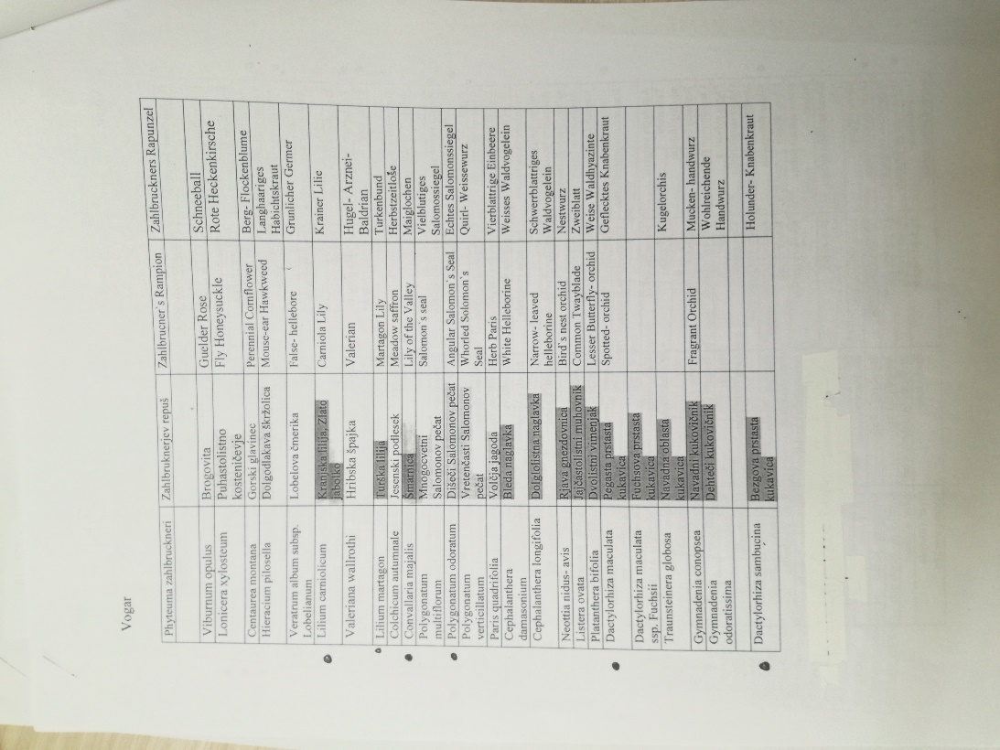 Vogar
Phyteuma zahlbruckneri Zahlbruknerjev repuš Zahlbrucner`s Rampion Zahlbruckners Rapunzel
Viburnum opulus Brogovita Guelder Rose Schneeball
Lonicera xylosteum Puhastolistno Fly Honeysuckle Rote Heckenkirsche
kosteničevje
Centaurea montana Gorski glavinec Perennial Cornflower Berg- Flockenblume
Hieracium pilosella Dolgodlakava škržolica Mouse-ear Hawkweed Langhaariges
Habichtskraut
Veratrum album subsp. Lobelova čmerika False- hellebore Grunlicher Germer
Lobelianum
Lilium carniolicum Kranjska lilija, Zlato Carniola Lily Krainer Lilie
jabolko
Valeriana wallrothi Hribska špajka Valerian Hugel- Arznei-
Baldrian
Lilium martagon Turška lilija Martagon Lily Turkenbund
Colchicum autumnale Jesenski podlesek Meadow saffron Herbstzeitloße
Convallaria majalis Šmarnica Lily of the Valley Maiglochen
Polygonatum Mnogocvetni Salomon`s seal Vielblutiges
multiflorum Salomonov pečat Salomossiegel
Polygonatum odoratum Dišeči Salomonov pečat Angular Salomon`s Seal Echtes Salomonssiegel
Polygonatum Vretenčasti Salomonov Whorled Solomon`s Quirl- Weissewurz
verticillatum pečat Seal
Paris quadrifolia Volčja jagoda Herb Paris Vierblattrige Einbeere
Cephalanthera Bleda naglavka White Helleborine Weisses Waldvogelein
damasonium
Cephalanthera longifolia Dolglolistna naglavka Narrow- leaved Schwerrblattriges
helleborine Waldvogelein
Neottia nidus- avis Rjava gnezdovnica Bird`s nest orchid Nestwurz
Listera ovata Jajčastolistni muhovnik Common Twayblade Zweiblatt
Platanthera bifolia Dvolistni vimenjak Lesser Butterfly- orchid Weise Waldhyazinte
Dactylorhiza maculata Pegasta prstasta Spotted- orchid Geflecktes Knabenkraut
kukavica
Dactylorhiza maculata Fuchsova prstasta
ssp. Fuchsii kukavica
Traunsteinera globosa Navadna oblasta Kugelorchis
kukavica
Gymnadenia conopsea Navadni kukovičnik Fragrant Orchid Mucken- handwurz
Gymnadenia Dehteči kukovičnik Wohlreichende
odoratissima Handwurz
Dactylorhiza sambucina Bezgova prstasta Holunder- Knabenkraut
kukavica